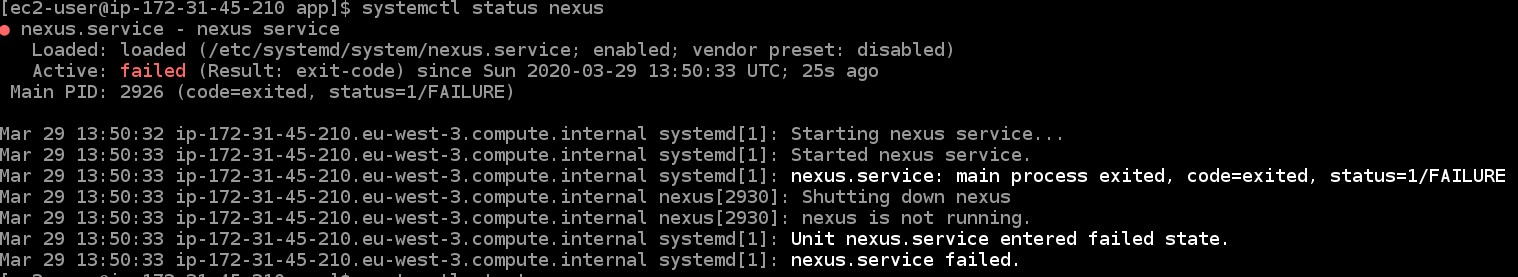 [ec2-user@ip-172-31-45-210 app]$ systemctl status nexus
● nexus.service - nexus service
   Loaded: loaded (/etc/systemd/system/nexus.service; enabled; vendor preset: disabled)
   Active: failed (Result: exit-code) since Sun 2020-03-29 13:50:33 UTC; 25s ago
 Main PID: 2926 (code=exited, status=1/FAILURE)

Mar 29 13:50:32 ip-172-31-45-210.eu-west-3.compute.internal systemd[1]: Starting nexus service...
Mar 29 13:50:33 ip-172-31-45-210.eu-west-3.compute.internal systemd[1]: Started nexus service.
Mar 29 13:50:33 ip-172-31-45-210.eu-west-3.compute.internal systemd[1]: nexus.service: main process exited, code=exited, status=1/FAILURE
Mar 29 13:50:33 ip-172-31-45-210.eu-west-3.compute.internal nexus[2930]: Shutting down nexus
Mar 29 13:50:33 ip-172-31-45-210.eu-west-3.compute.internal nexus[2930]: nexus is not running.
Mar 29 13:50:33 ip-172-31-45-210.eu-west-3.compute.internal systemd[1]: Unit nexus.service entered failed state.
Mar 29 13:50:33 ip-172-31-45-210.eu-west-3.compute.internal systemd[1]: nexus.service failed.